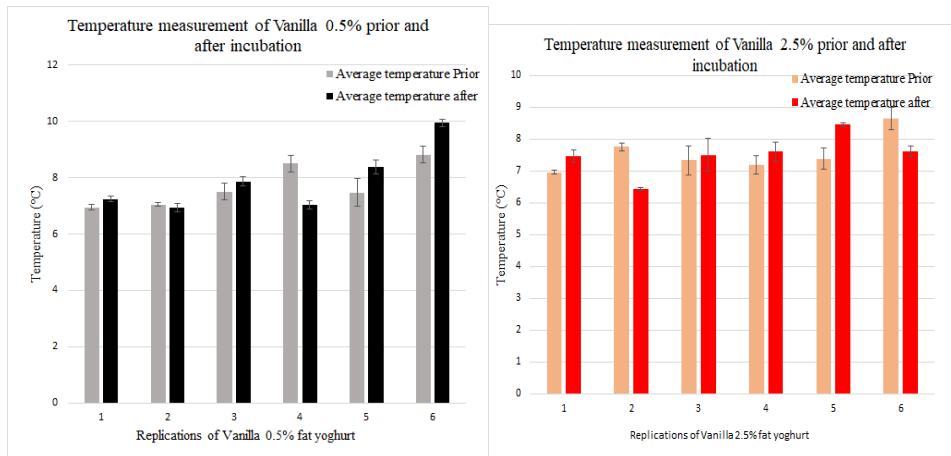 Temperature measurement of Vanilla 0.5% prior and
after incubation
12
10
8
6
4
2
0
Temperature (°C)
Average temperature Prior
Average temperature after
1 2 3 4 5 6
Replications of Vanilla 0.5% fat yoghurt
Temperature measurement of Vanilla 2.5% prior and after
incubation
10
9
8
7
6
5
4
3
2
1
0
Temperature (°C)
Average temperature Prior
Average temperature after
1 2 3 4 5 6
Replications of Vanilla 2.5% fat yoghurt